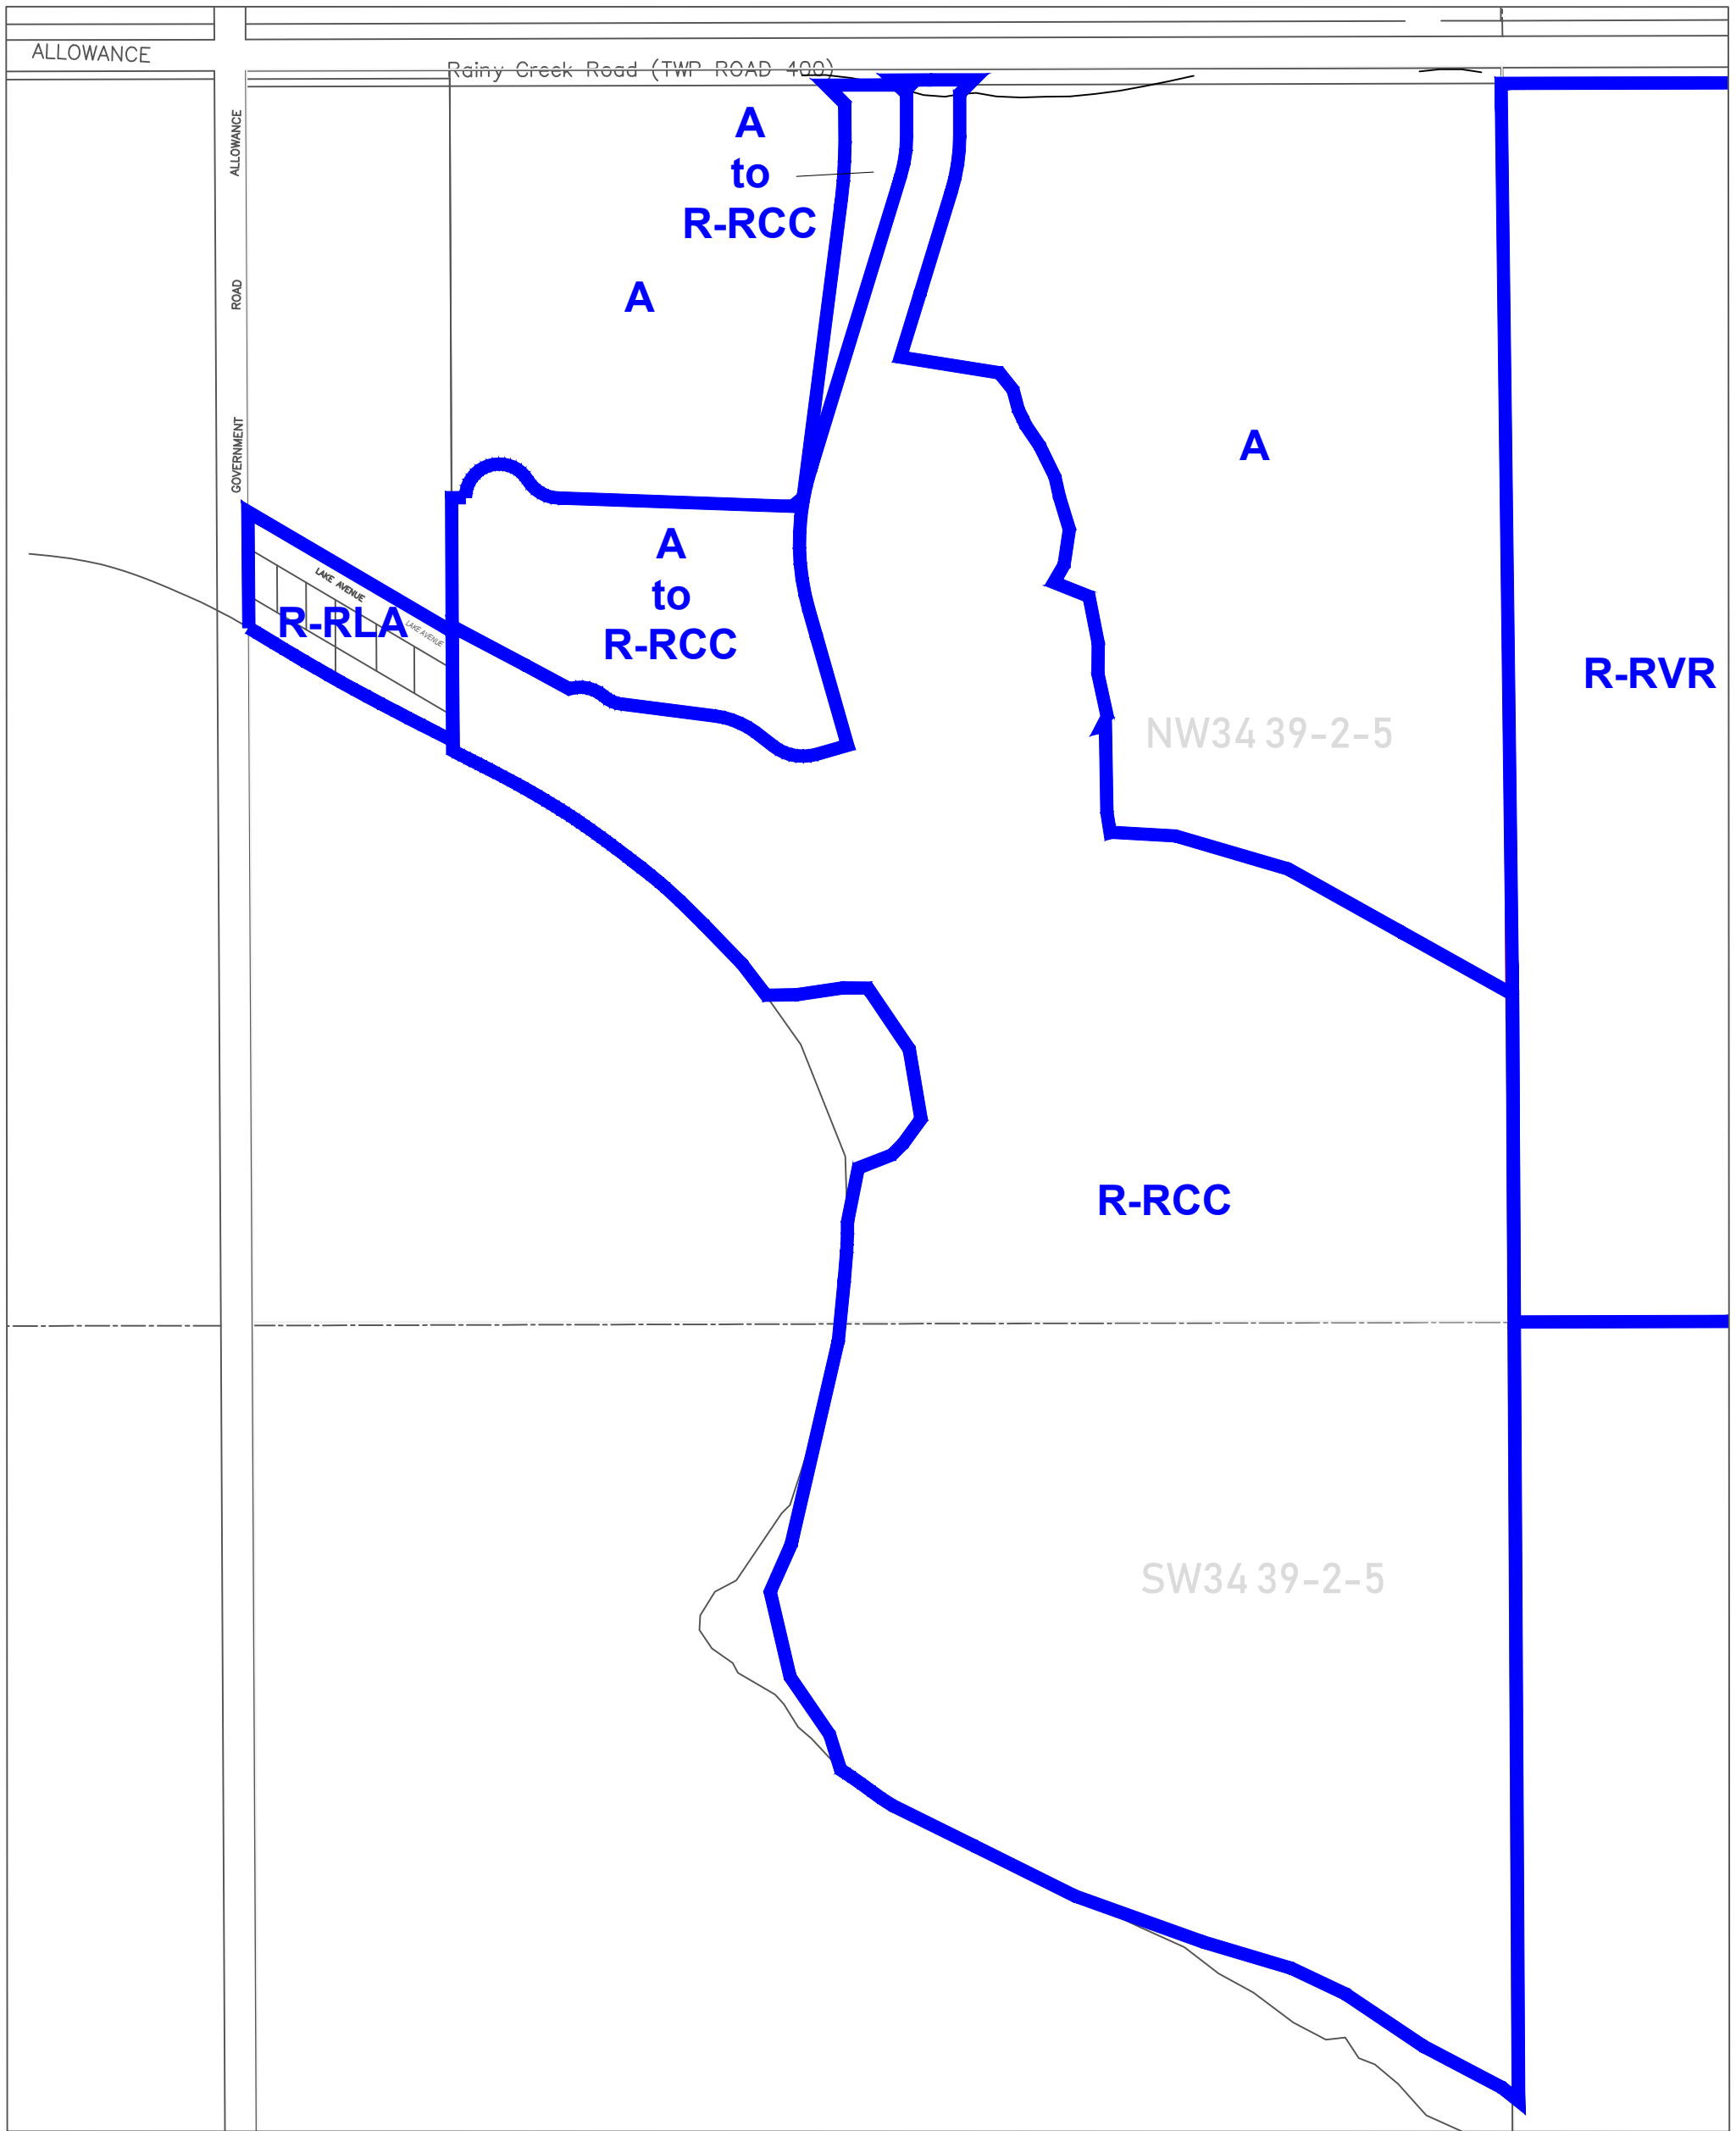 ALLOWANCE
Rainy Creek Road (TWP ROAD 400)
GOVERNMENT ROAD ALLOWANCE
A
to
R-RCC
A
A
A
to
R-RCC
LAKE AVENUE
LAKE AVENUE
R-RLA
R-RVR
NW34 39-2-5
R-RCC
SW34 39-2-5